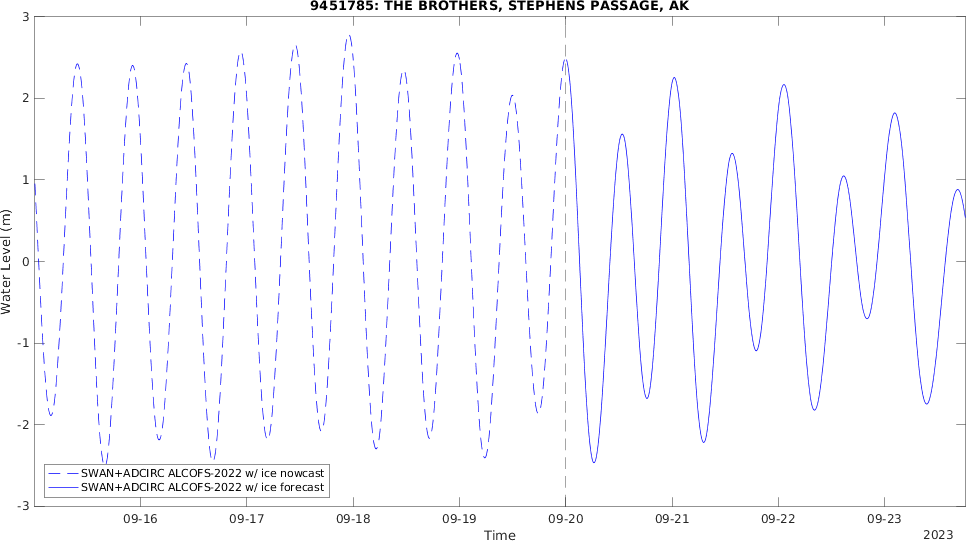 9451785: THE BROTHERS, STEPHENS PASSAGE, AK
3
2
1
0
-1
-2
-3
Water Level (m)
SWAN+ADCIRC ALCOFS-2022 w/ ice nowcast
SWAN+ADCIRC ALCOFS-2022 w/ ice forecast
09-16 09-17 09-18 09-19 09-20 09-21 09-22 09-23
Time
2023